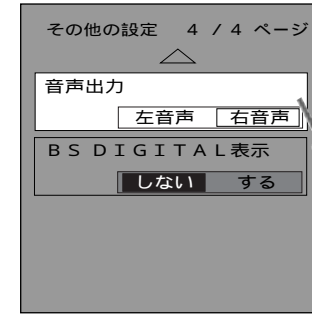 その他の設定 4/4ページ
音声出力
左音声 右音声
BS DIGITAL表示
しない する